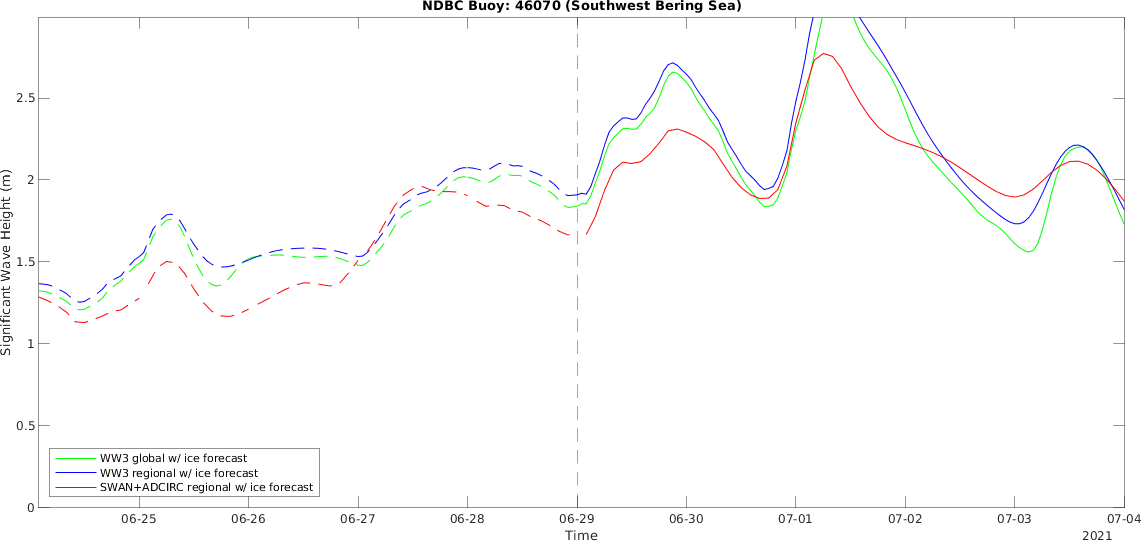 NDBC Buoy: 46070 (Southwest Bering Sea)
Significant Wave Height (m)
2.5
2
1.5
1
0.5
0
WW3 global w/ ice forecast
WW3 regional w/ ice forecast
SWAN+ADCIRC regional w/ ice forecast
06-25 06-26 06-27 06-28 06-29 06-30 07-01 07-02 07-03 07-04
Time
2021